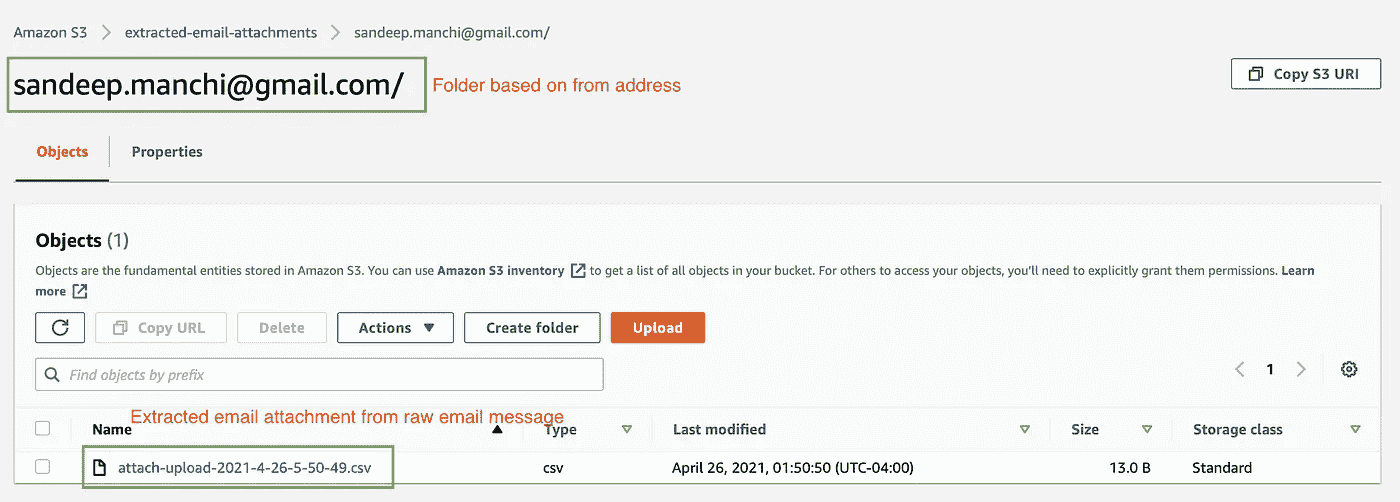 Amazon S3 > extracted-email-attachments > sandeep.manchi@gmail.com/
sandeep.manchi@gmail.com/ Folder based on from address
Copy S3 URI
Objects Properties
Objects (1)
Objects are the fundamental entities stored in Amazon S3. You can use Amazon S3 inventory to get a list of all objects in your bucket. For others to access your objects, you'll need to explicitly grant them permissions. Learn
more
Copy URL Delete Actions Create folder Upload
Find objects by prefix
1
Extracted email attachment from raw email message
Name Type Last modified Size Storage class
attach-upload-2021-4-26-5-50-49.csv csv April 26, 2021, 01:50:50 (UTC-04:00) 13.0 B Standard